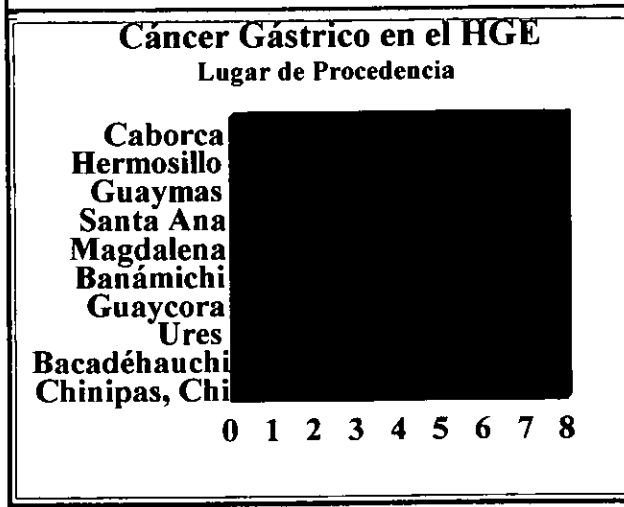 Cáncer Gástrico en el HGE
Lugar de Procedencia
Caborca
Hermosillo
Guaymas
Santa Ana
Magdalena
Banámichi
Guaycora
Ures
Bacadéhauchi
Chinipas, Chi
0 1 2 3 4 5 6 7 8